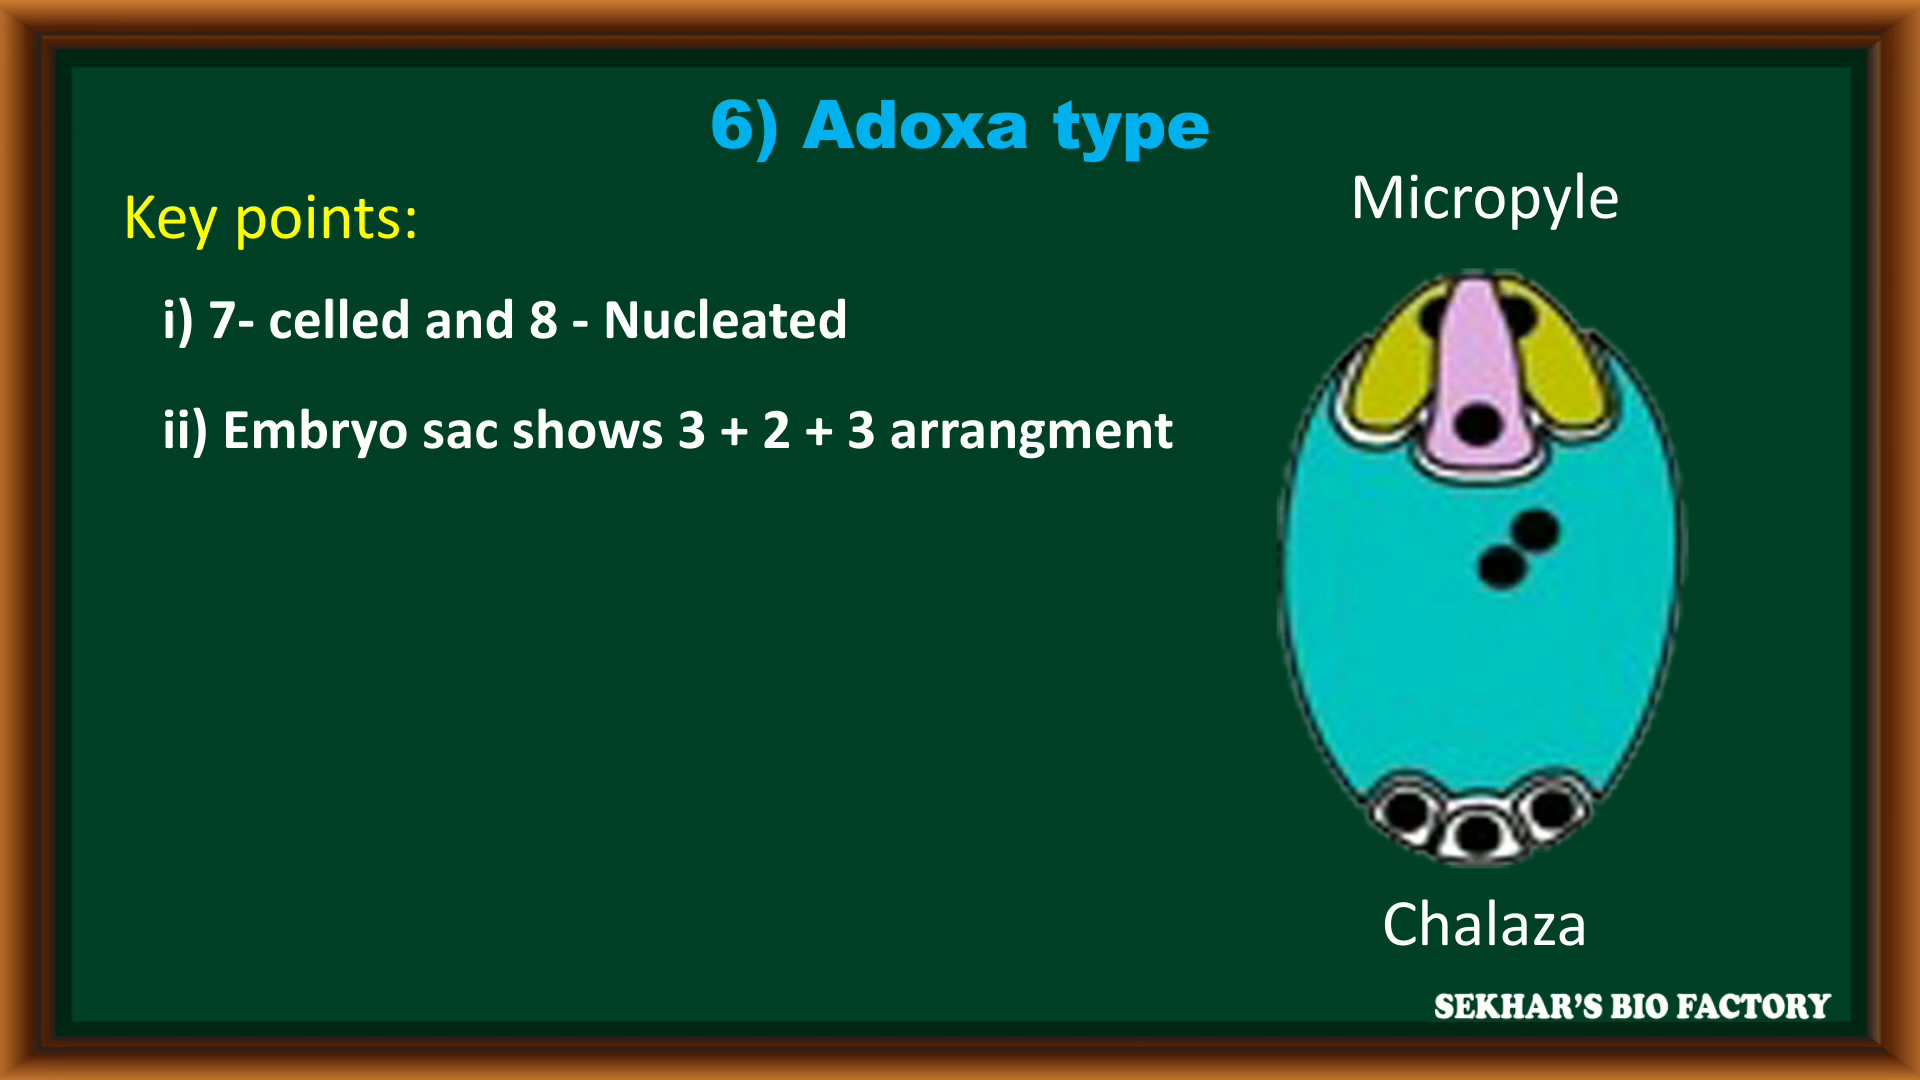 6) Adoxa type
Key points:
Micropyle
i) 7- celled and 8 - Nucleated
ii) Embryo sac shows 3 + 2 + 3 arrangment
Chalaza
SEKHAR'S BIO FACTORY